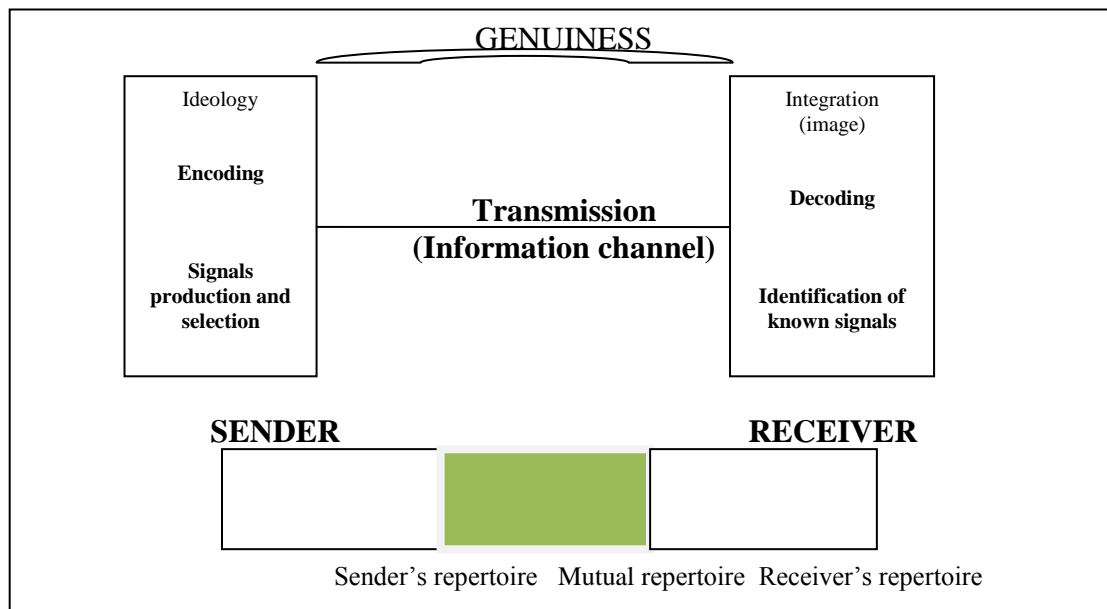 GENUINESS
Ideology
Encoding
Signals
production and
selection
Transmission
(Information channel)
Integration
(image)
Decoding
Identification of
known signals
SENDER
RECEIVER
Sender’s repertoire Mutual repertoire Receiver’s repertoire